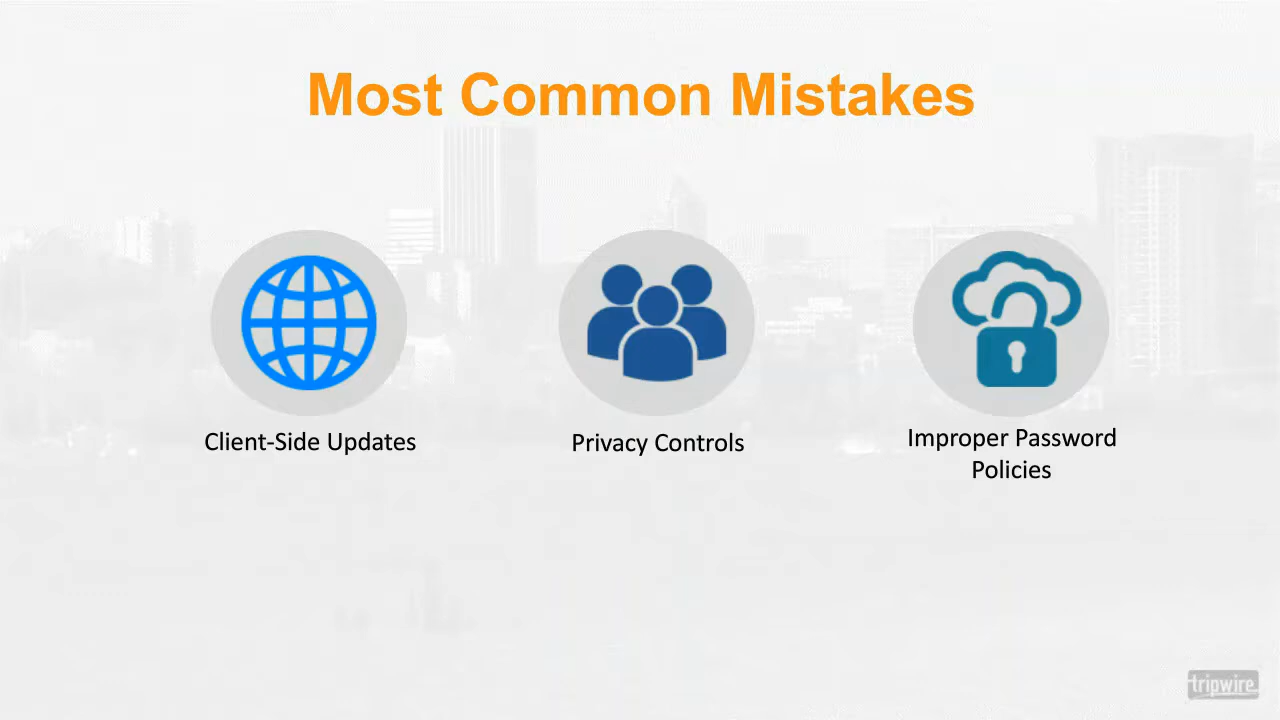 Most Common Mistakes
Client-Side Updates
Privacy Controls
Improper Password
Policies
tripwire